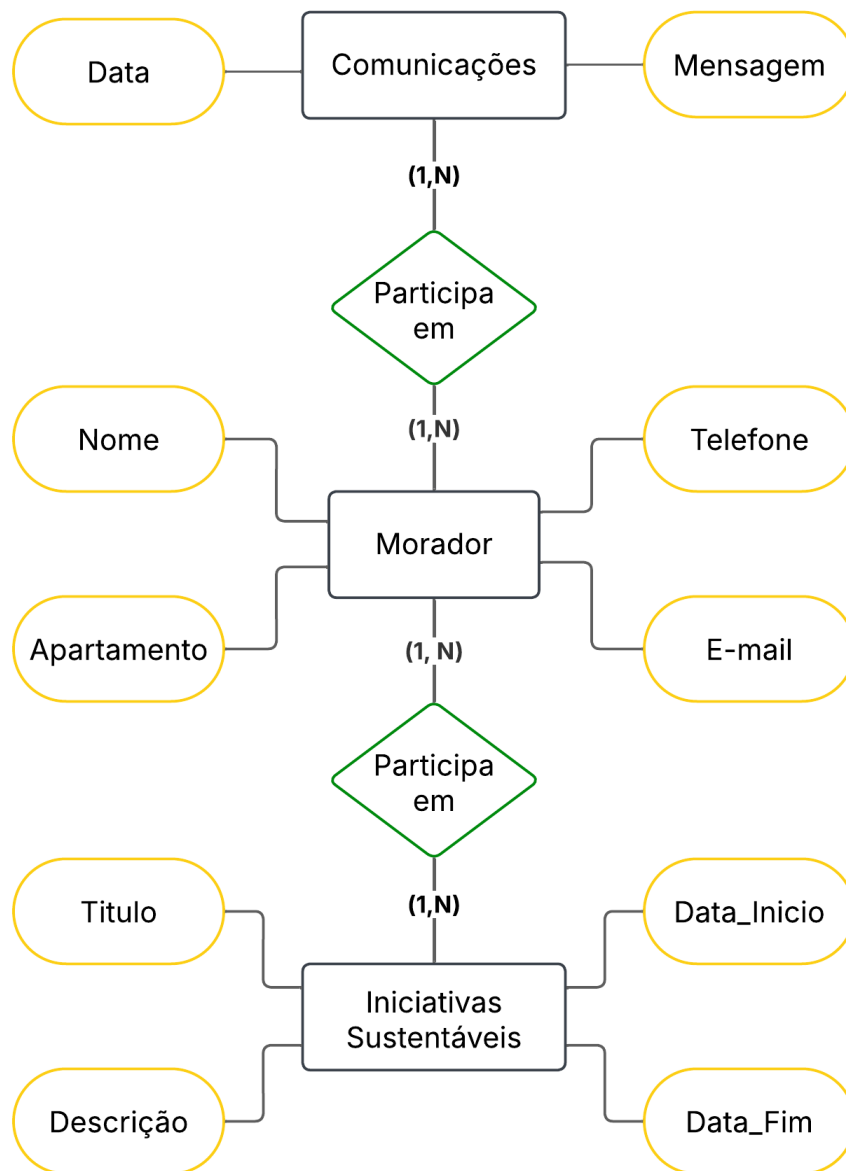 Data
Comunicações
Mensagem
(1,N)
Participa
em
(1,N)
Nome
Telefone
Morador
Apartamento
E-mail
(1, N)
Participa
em
(1,N)
Titulo
Data_Inicio
Iniciativas
Sustentáveis
Descrição
Data_Fim